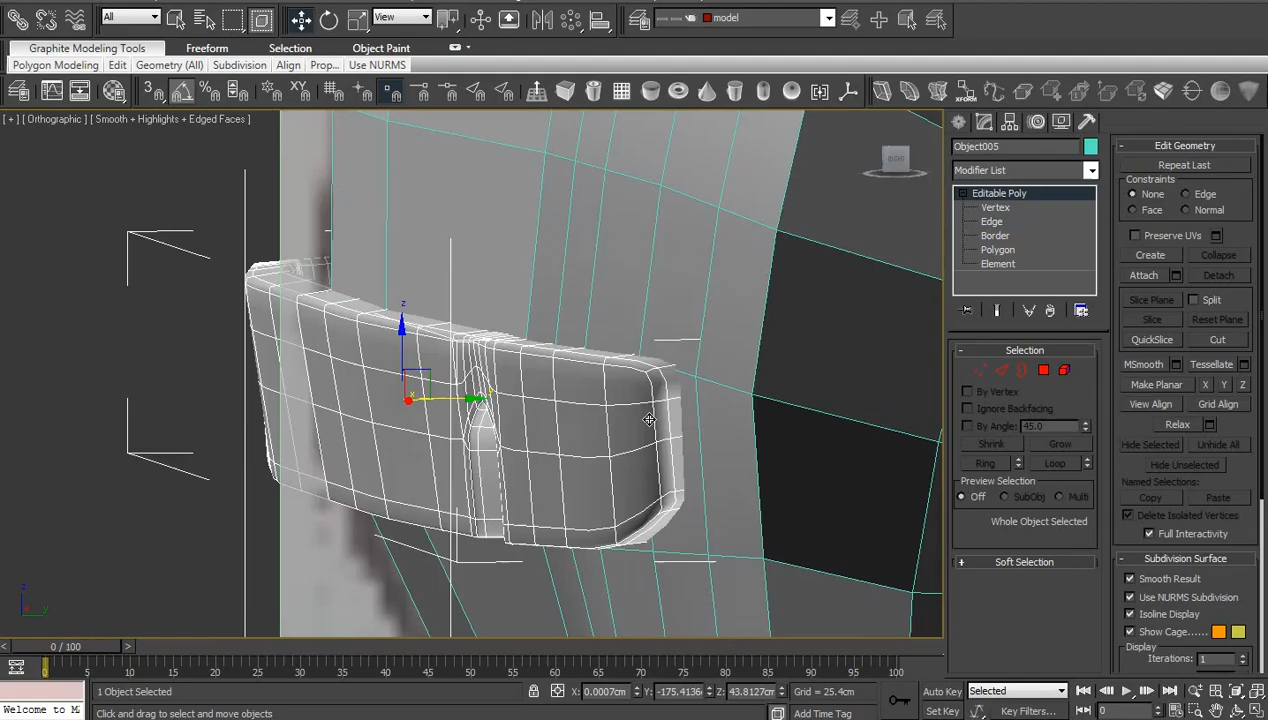 All
View
model
Graphite Modeling Tools Freeform Selection Object Paint
Polygon Modeling Edit Geometry (All) Subdivision Align Prop... Use NURMS
3 % XY XFORM
[ + ] [ Orthographic ] [ Smooth + Highlights + Edged Faces ]
RIGHT
z
x
y
z
y
Object005
Modifier List
Editable Poly
Vertex
Edge
Border
Polygon
Element
Selection
By Vertex
Ignore Backfacing
By Angle: 45.0
Shrink Grow
Ring Loop
Preview Selection
Off SubObj Multi
Whole Object Selected
Soft Selection
Edit Geometry
Repeat Last
Constraints
None Edge
Face Normal
Preserve UVs
Create Collapse
Attach Detach
Slice Plane Split
Slice Reset Plane
QuickSlice Cut
MSmooth Tessellate
Make Planar X Y Z
View Align Grid Align
Relax
Hide Selected Unhide All
Hide Unselected
Named Selections:
Copy Paste
Delete Isolated Vertices
Full Interactivity
Subdivision Surface
Smooth Result
Use NURMS Subdivision
Isoline Display
Show Cage......
Display
Iterations: 1
< 0 / 100 >
0 5 10 15 20 25 30 35 40 45 50 55 60 65 70 75 80 85 90 95 100
1 Object Selected X: 0.0007cm Y: -175.4136 Z: 43.8127cm Grid = 25.4cm Auto Key Selected
Welcome to M Click and drag to select and move objects Add Time Tag Set Key Key Filters... 0